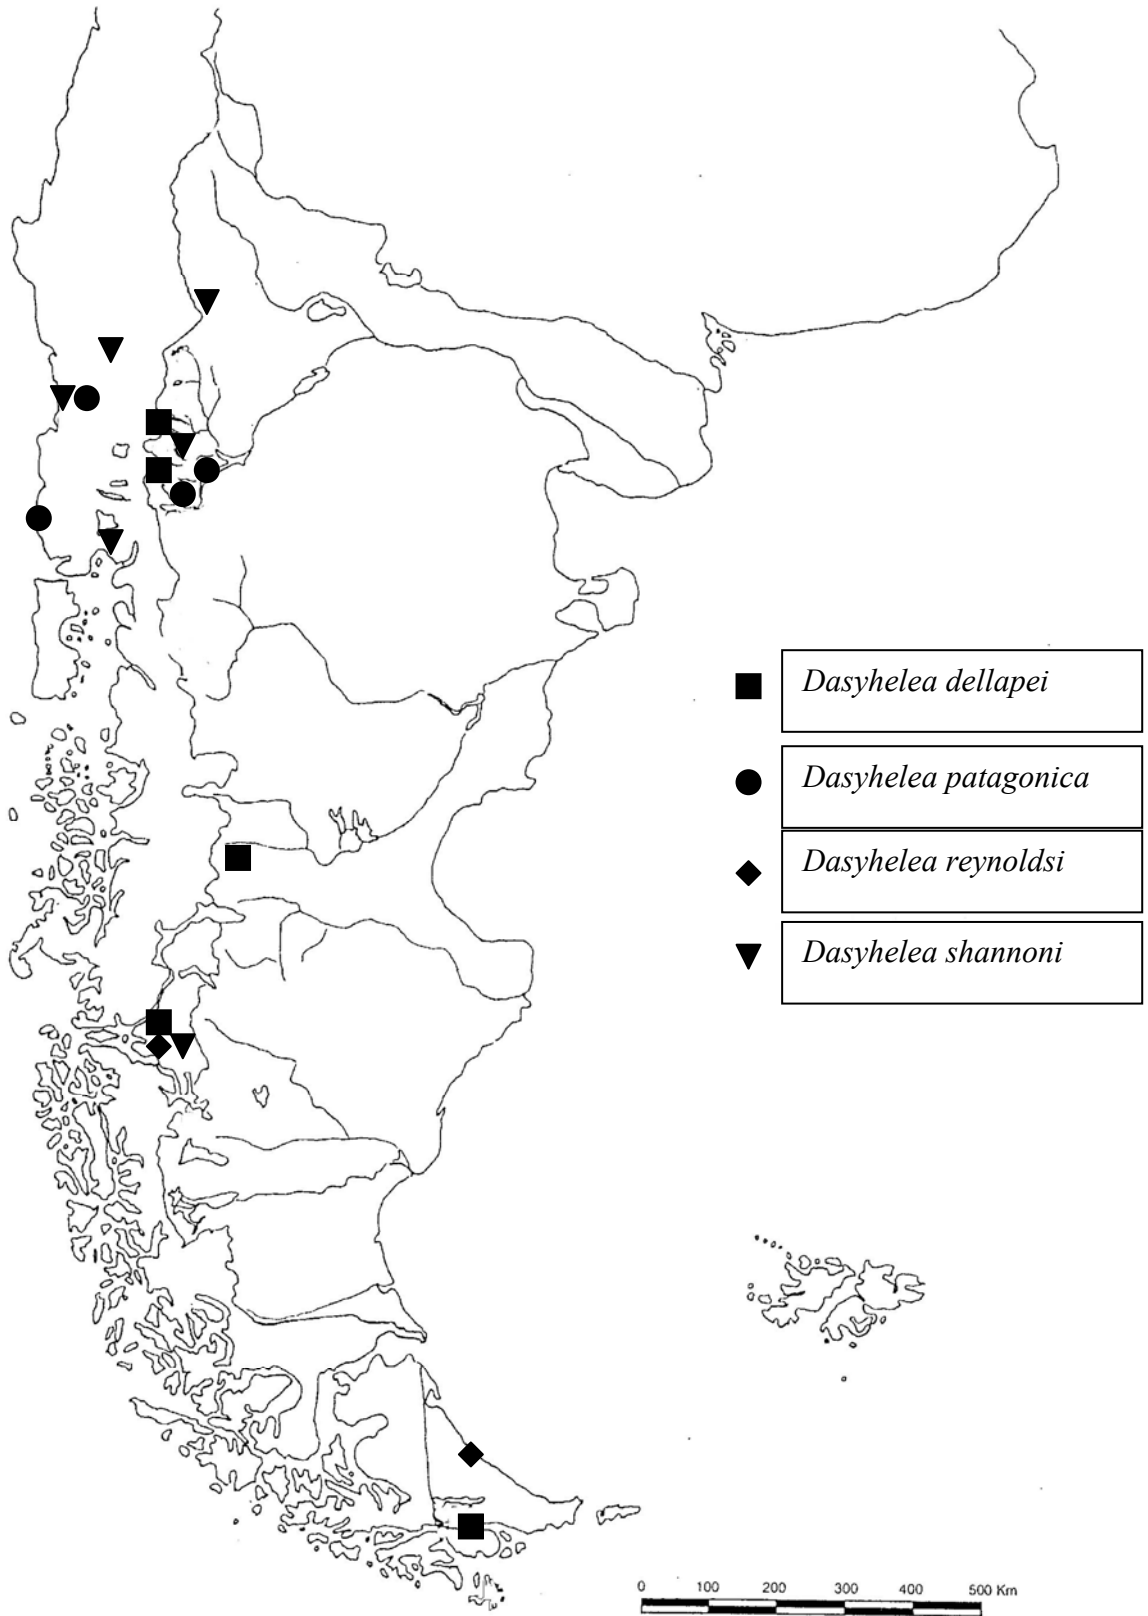 Dasyhelea dellapei
Dasyhelea patagonica
Dasyhelea reynoldsi
Dasyhelea shannoni
0 100 200 300 400 500 Km